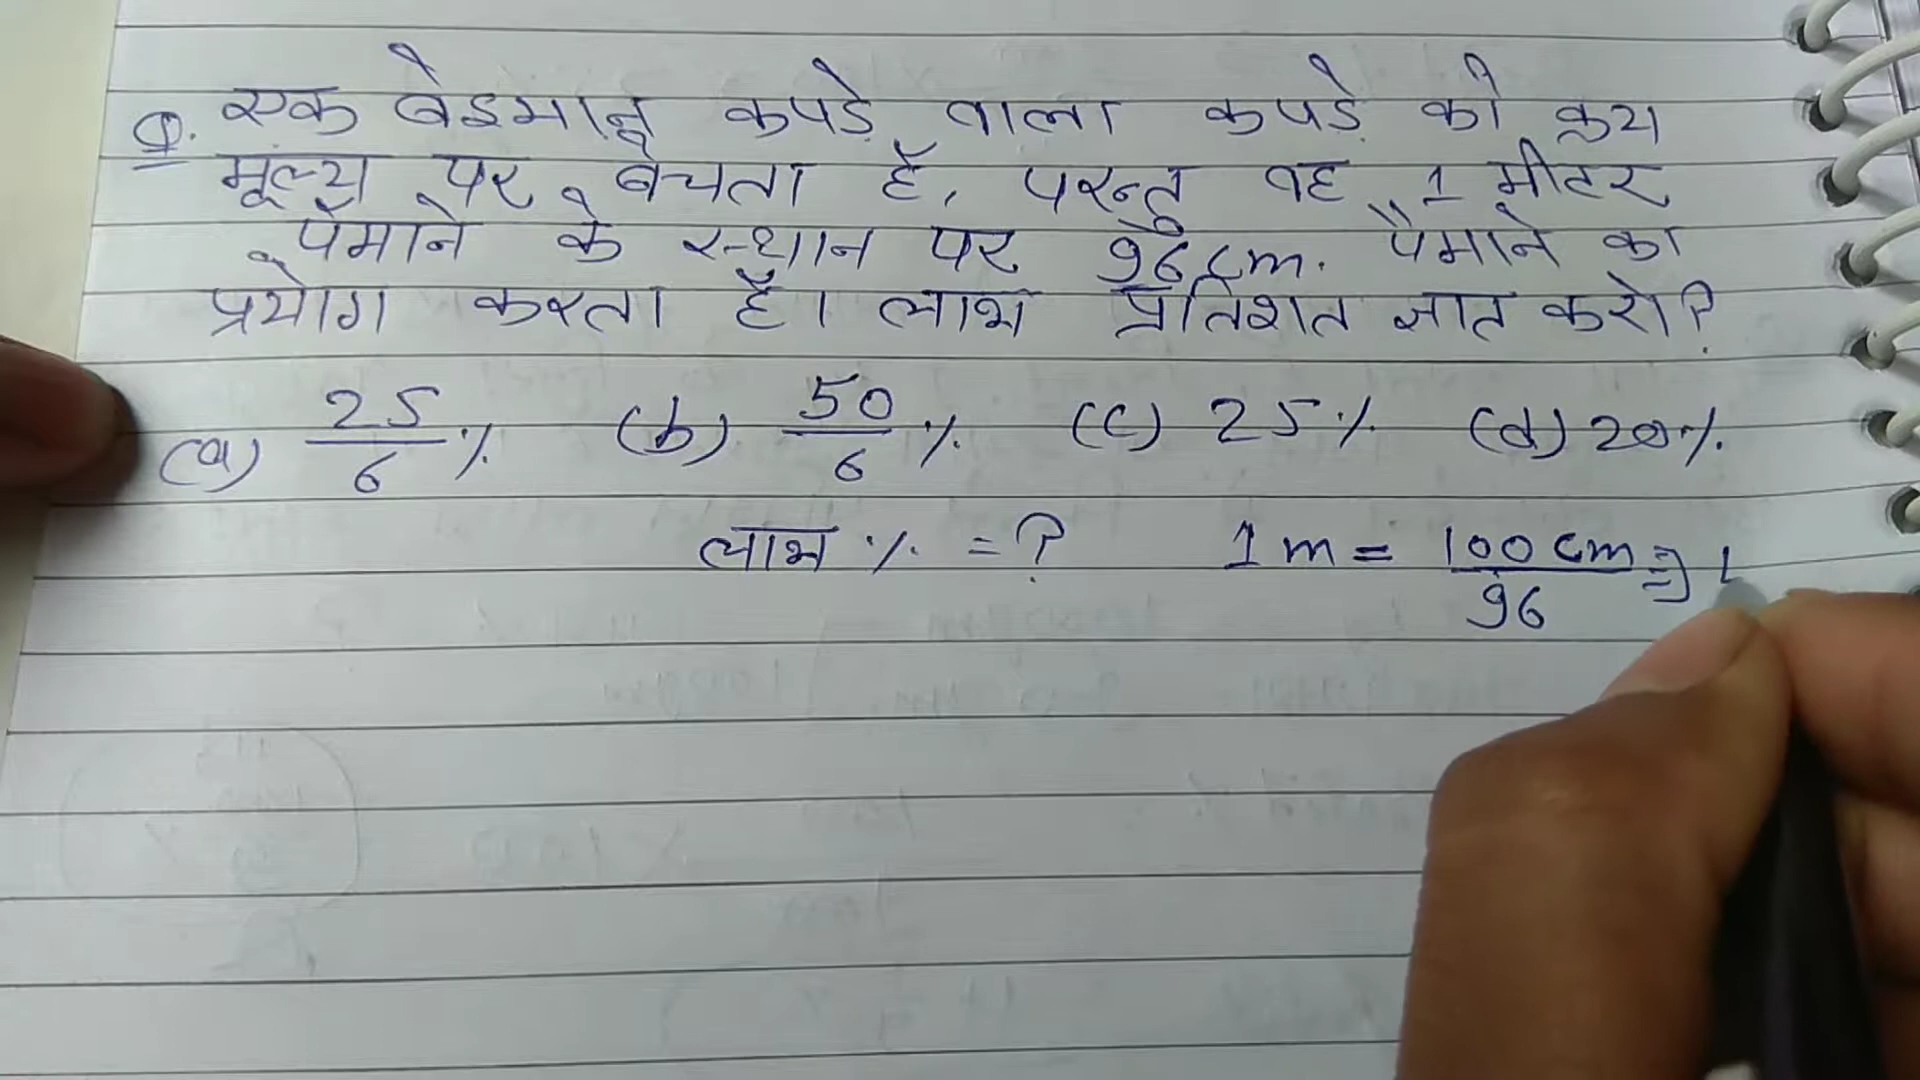 Q. एक बेइमान कपडे वाला कपडे को क्रय
मूल्य पर बेचता है, परन्तु वह 1 मीटर
पैमाने के स्थान पर 96 cm. पैमाने का
प्रयोग करता है। लाभ प्रतिशत ज्ञात करो?
(a) 25/6 % (b) 50/6 % (c) 25% (d) 20%
लाभ % = ? 1 m = 100 cm/96 ⇒